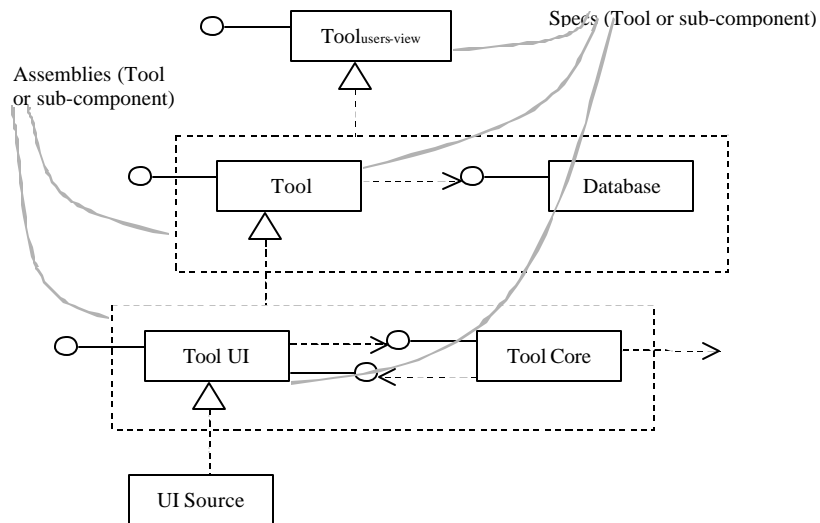 Specs (Tool or sub-component)
Toolusers-view
Assemblies (Tool
or sub-component)
Tool
Database
Tool UI
Tool Core
UI Source